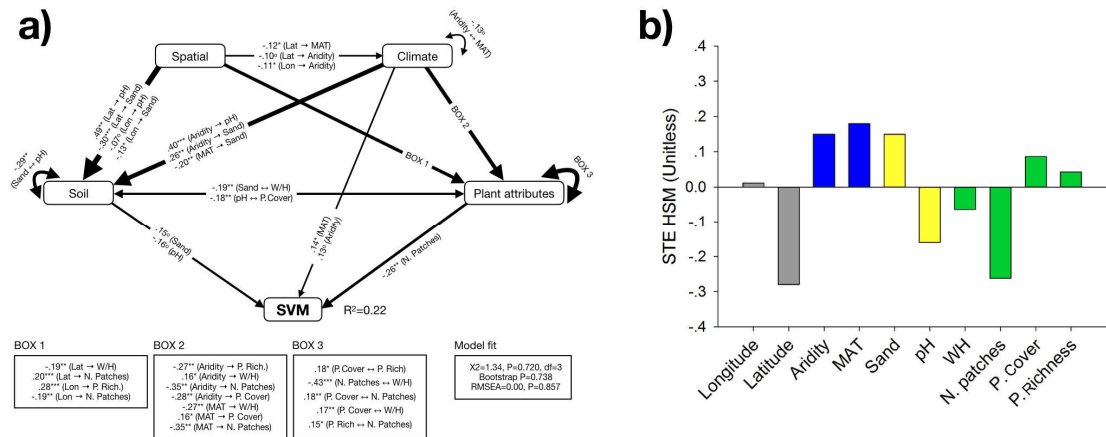 a)
Spatial
Climate
-.12* (Lat → MAT)
-.10º (Lat → Aridity)
-.11* (Lon → Aridity)
-.13º
(Aridity ↔ MAT)
.49** (Lat → pH)
-.30*** (Lat → Sand)
-.07º (Lon → pH)
-.13* (Lon → Sand)
.40*** (Aridity → pH)
.26** (Aridity → Sand)
-.20** (MAT → Sand)
BOX 1
BOX 2
-.29**
(Sand ↔ pH)
Soil
-.19** (Sand ↔ W/H)
-.18** (pH ↔ P.Cover)
Plant attributes
BOX 3
.15º (Sand)
-.16º (pH)
.14* (MAT)
.13º (Aridity)
-.26** (N. Patches)
SVM
R²=0.22
BOX 1
-.19** (Lat → W/H)
.20*** (Lat → N. Patches)
.28*** (Lon → P. Rich.)
-.19** (Lon → N. Patches)
BOX 2
-.27** (Aridity → P. Rich.)
.16* (Aridity → W/H)
-.35** (Aridity → N. Patches)
-.28** (Aridity → P. Cover)
-.27** (MAT → W/H)
.16* (MAT → P. Cover)
-.35** (MAT → N. Patches)
BOX 3
.18* (P. Cover ↔ P. Rich)
-.43*** (N. Patches ↔ W/H)
.18** (P. Cover ↔ N. Patches)
.17** (P. Cover ↔ W/H)
.15* (P. Rich ↔ N. Patches)
Model fit
X2=1.34, P=0.720, df=3
Bootstrap P=0.738
RMSEA=0.00, P=0.857
b)
STE HSM (Unitless)
.4
.3
.2
.1
0.0
-.1
-.2
-.3
-.4
Longitude
Latitude
Aridity
MAT
Sand
pH
WH
N. patches
P. Cover
P. Richness